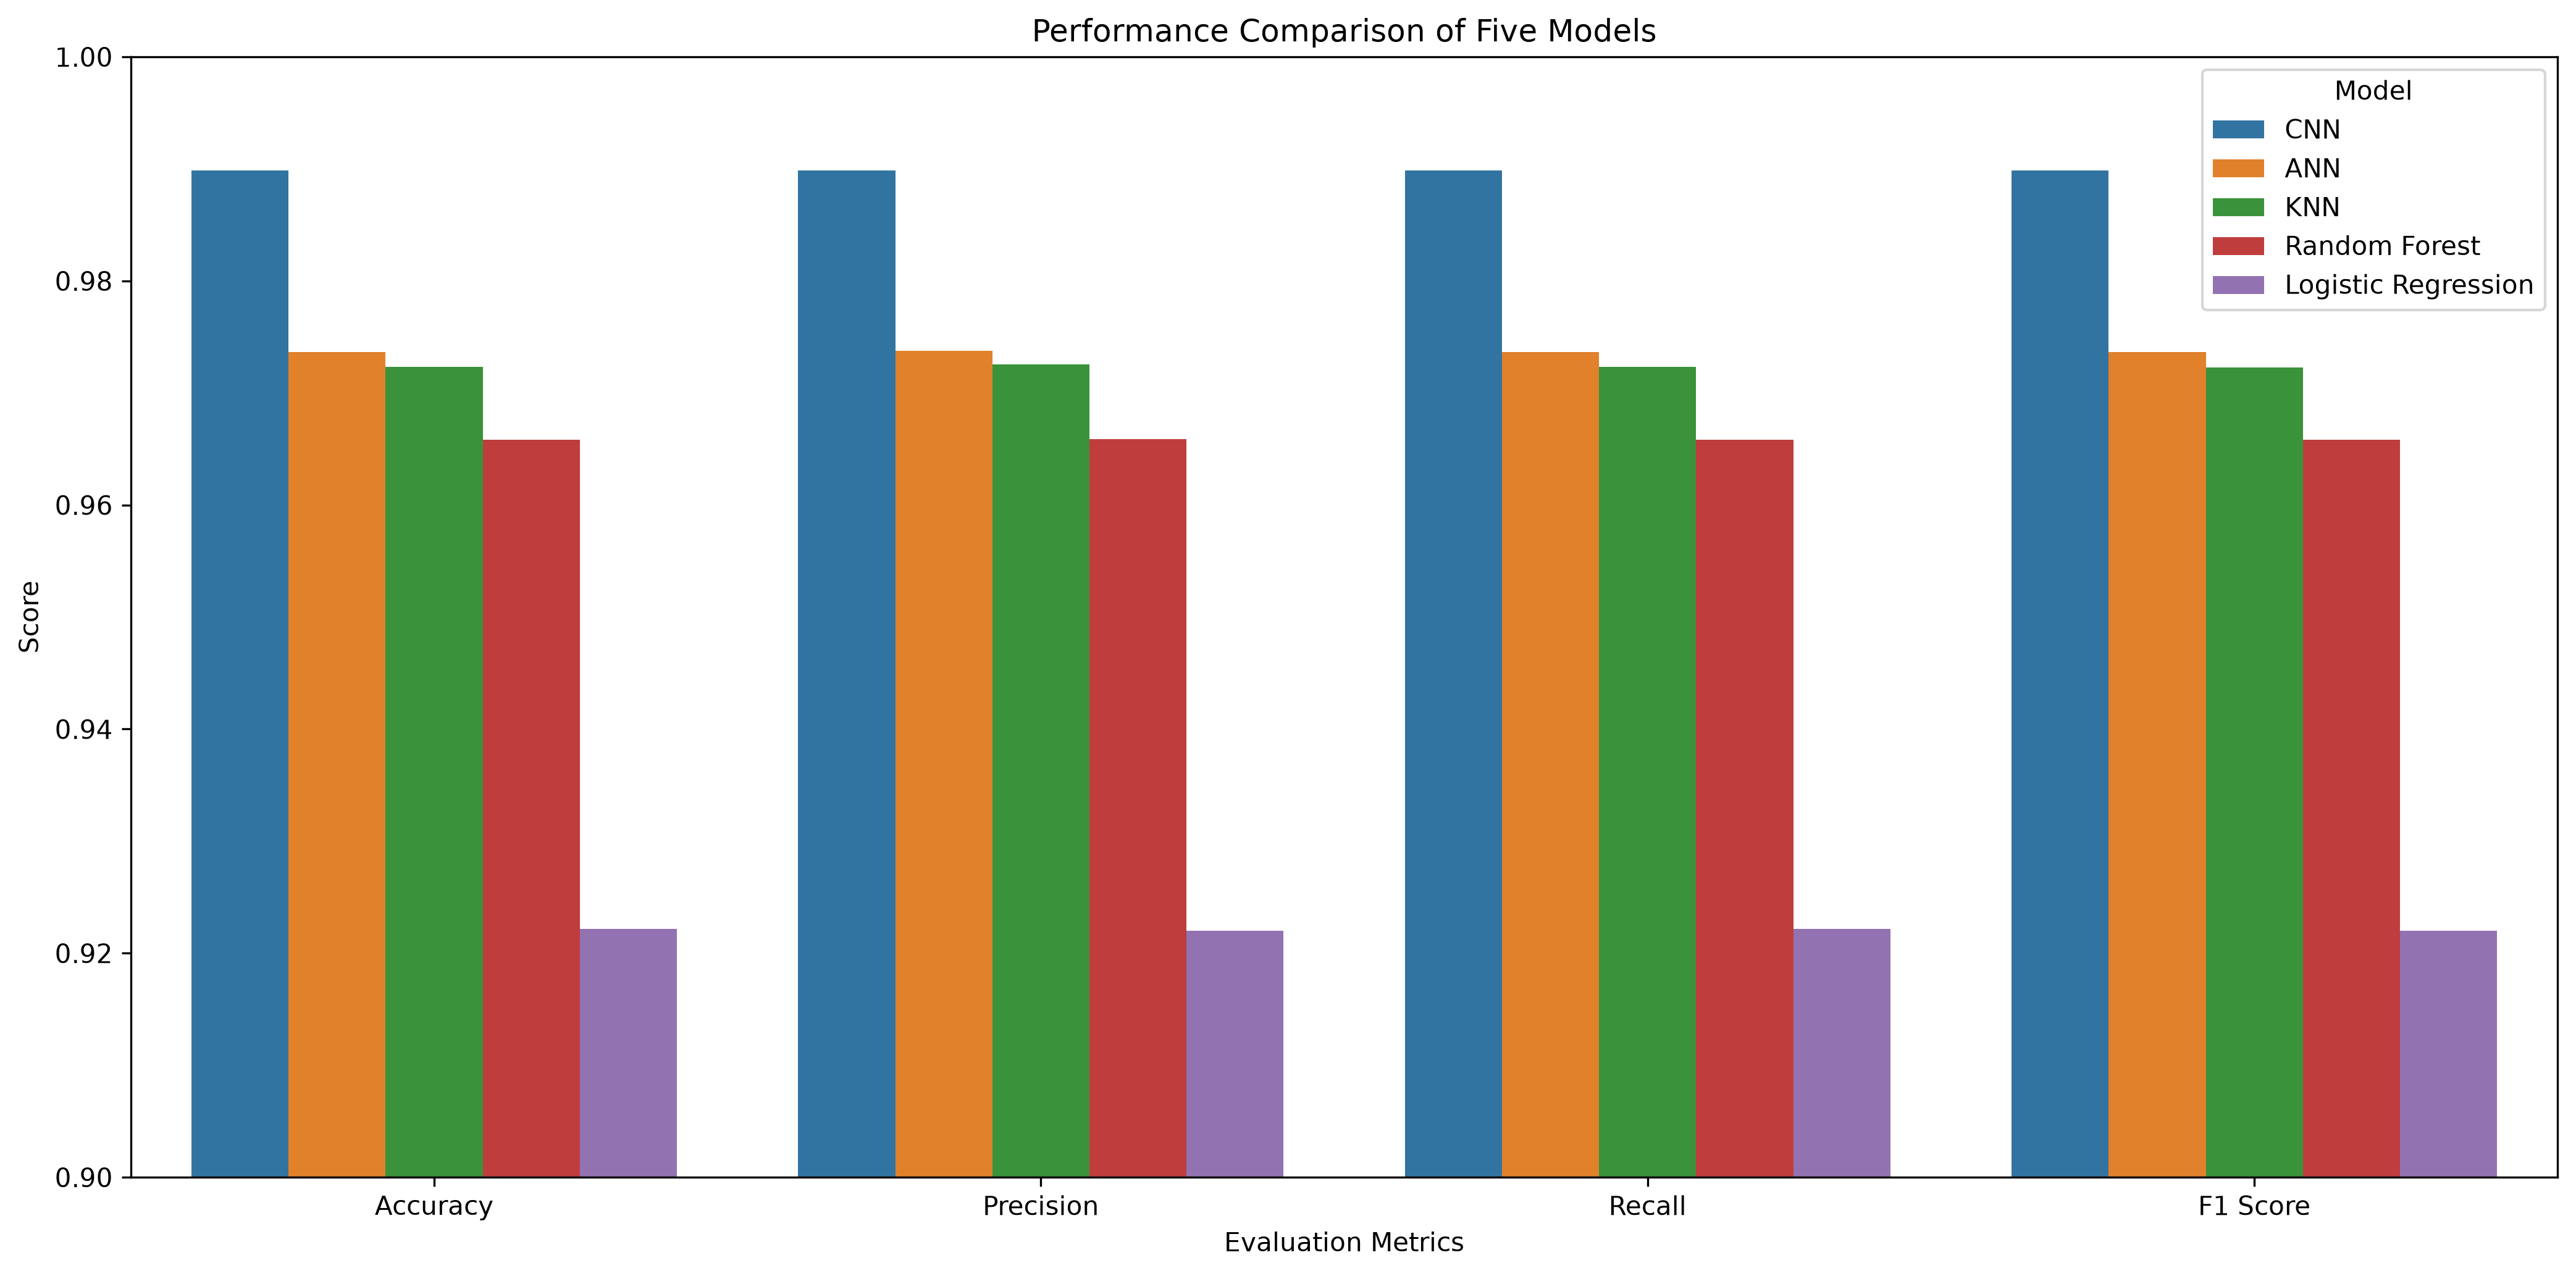 Performance Comparison of Five Models
1.00
0.98
0.96
0.94
0.92
0.90
Score
Model
CNN
ANN
KNN
Random Forest
Logistic Regression
Accuracy
Precision
Recall
F1 Score
Evaluation Metrics